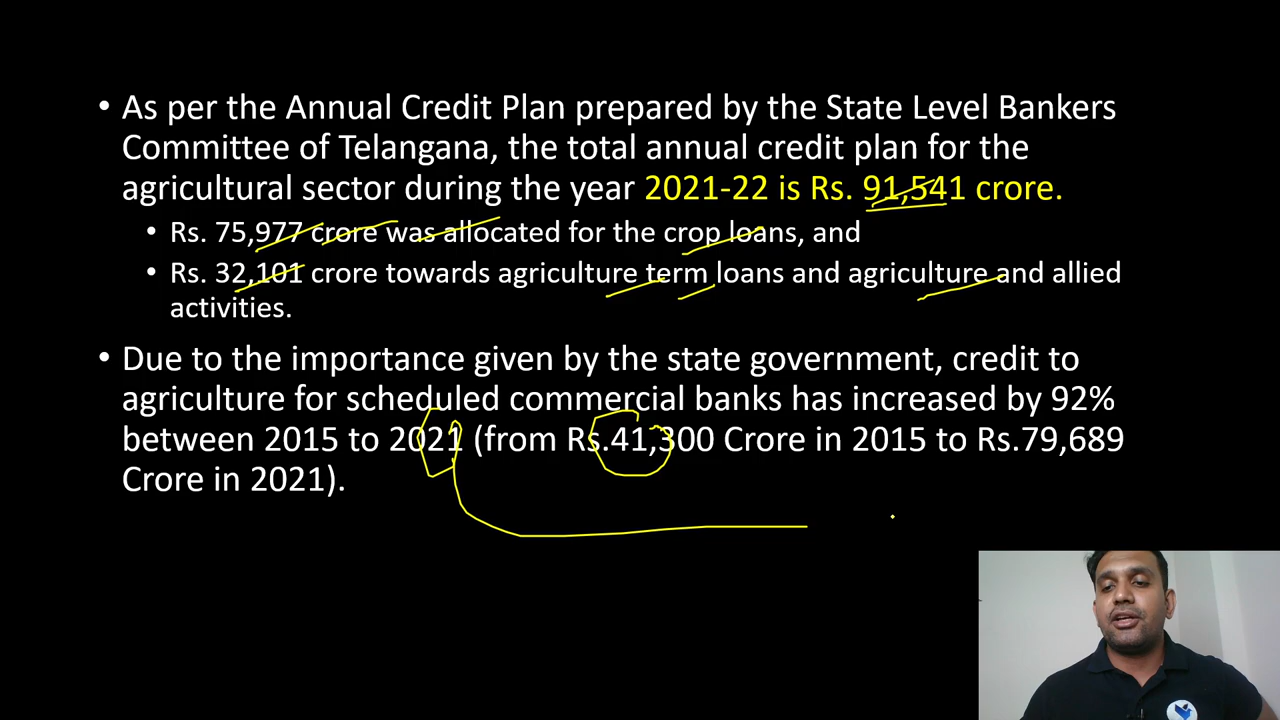 • As per the Annual Credit Plan prepared by the State Level Bankers
Committee of Telangana, the total annual credit plan for the
agricultural sector during the year 2021-22 is Rs. 91,541 crore.
• Rs. 75,977 crore was allocated for the crop loans, and
• Rs. 32,101 crore towards agriculture term loans and agriculture and allied
activities.
• Due to the importance given by the state government, credit to
agriculture for scheduled commercial banks has increased by 92%
between 2015 to 2021 (from Rs.41,300 Crore in 2015 to Rs.79,689
Crore in 2021).